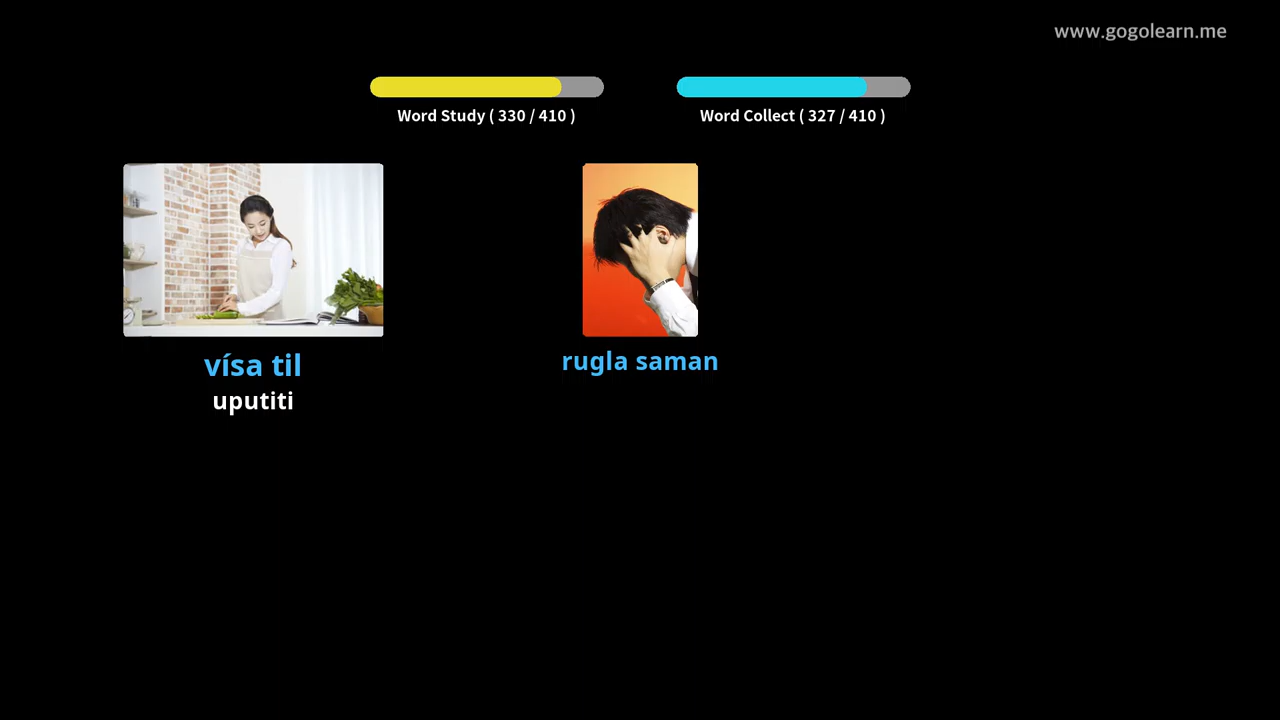 www.gogolearn.me
Word Study ( 330 / 410 )
Word Collect ( 327 / 410 )
vísa til
uputiti
rugla saman